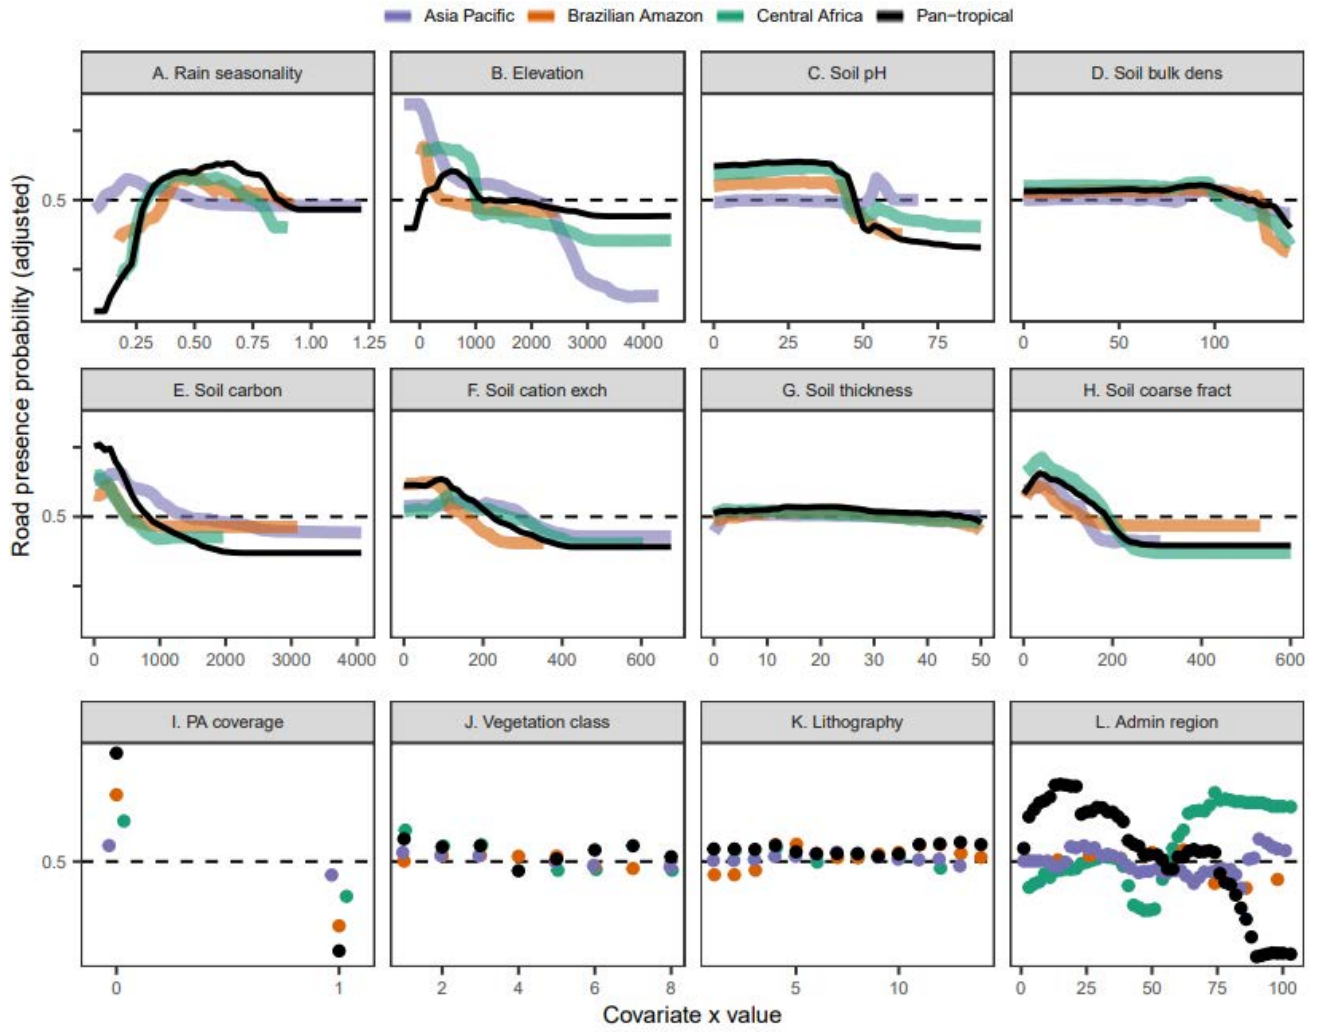 Asia Pacific Brazilian Amazon Central Africa Pan−tropical
A. Rain seasonality B. Elevation C. Soil pH D. Soil bulk dens
0.5
0.25 0.50 0.75 1.00 1.25 0 1000 2000 3000 4000 0 25 50 75 0 50 100
Road presence probability (adjusted)
E. Soil carbon F. Soil cation exch G. Soil thickness H. Soil coarse fract
0.5
0 1000 2000 3000 4000 0 200 400 600 0 10 20 30 40 50 0 200 400 600
I. PA coverage J. Vegetation class K. Lithography L. Admin region
0.5
0 1 2 4 6 8 5 10 0 25 50 75 100
Covariate x value